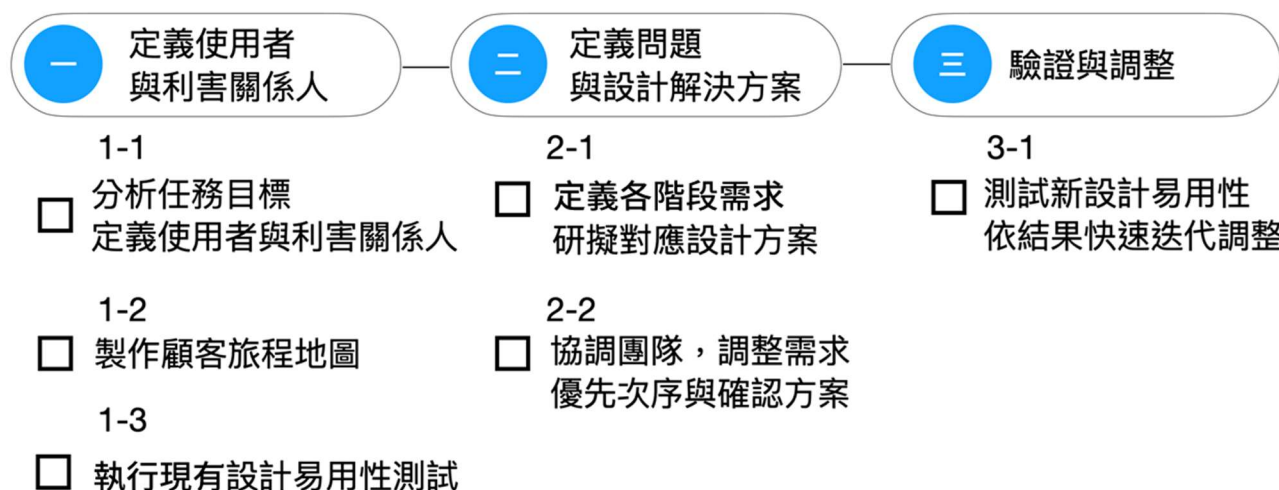 一
定義使用者
與利害關係人
二
定義問題
與設計解決方案
三
驗證與調整
1-1
分析任務目標
定義使用者與利害關係人
1-2
製作顧客旅程地圖
1-3
執行現有設計易用性測試
2-1
定義各階段需求
研擬對應設計方案
2-2
協調團隊，調整需求
優先次序與確認方案
3-1
測試新設計易用性
依結果快速迭代調整